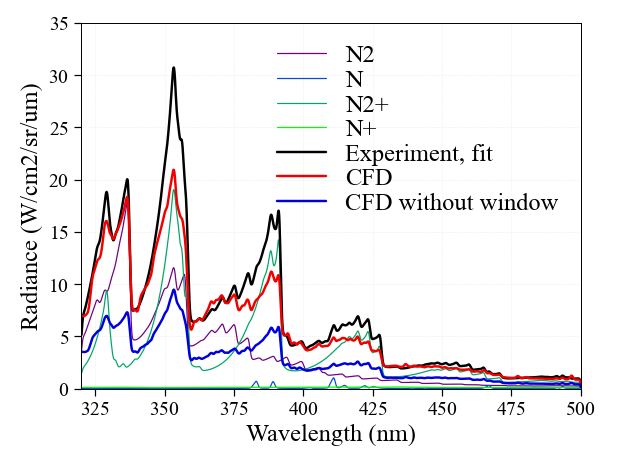 35
30
25
20
15
10
5
0
Radiance (W/cm2/sr/um)
N2
N
N2+
N+
Experiment, fit
CFD
CFD without window
325 350 375 400 425 450 475 500
Wavelength (nm)